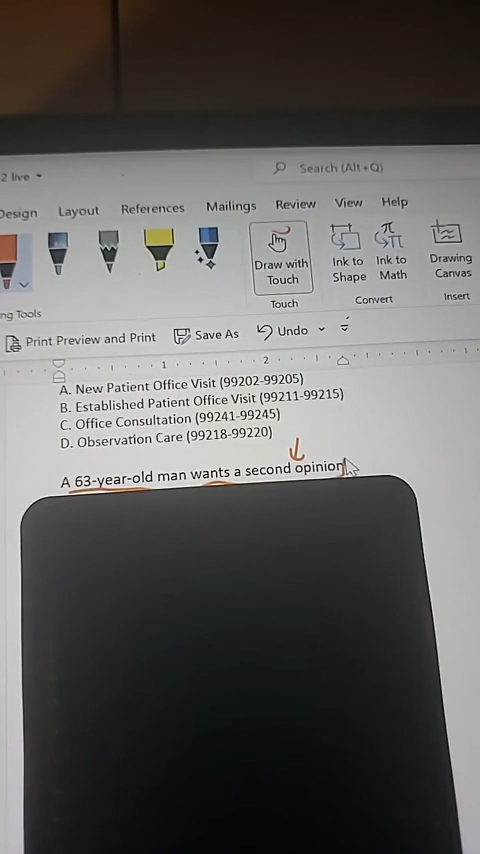 2 live
Search (Alt+Q)
Design Layout References Mailings Review View Help
Draw with Touch
Ink to Shape
Ink to Math
Drawing Canvas
Touch
Convert
Insert
ng Tools
Print Preview and Print Save As Undo
1 2
A. New Patient Office Visit (99202-99205)
B. Established Patient Office Visit (99211-99215)
C. Office Consultation (99241-99245)
D. Observation Care (99218-99220)
A 63-year-old man wants a second opinion